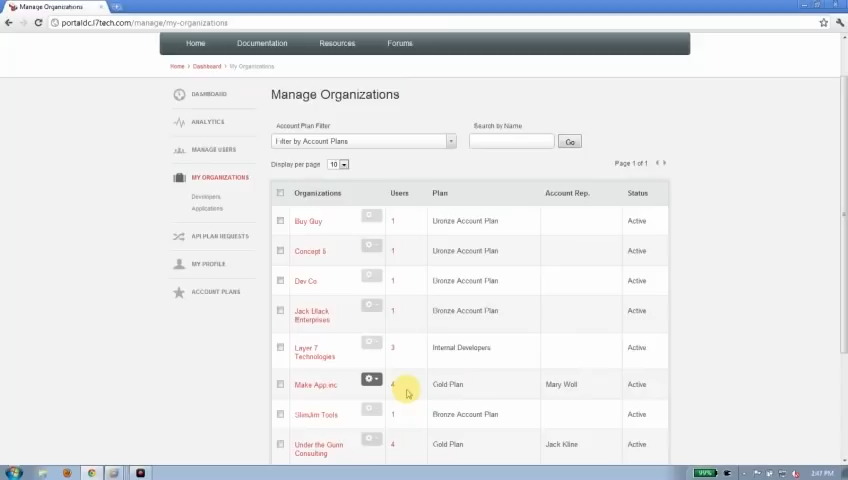 Manage Organizations
portaldc.l7tech.com/manage/my-organizations
Home Documentation Resources Forums
Home > Dashboard > My Organizations
DASHBOARD
ANALYTICS
MANAGE USERS
MY ORGANIZATIONS
Developers
Applications
API PLAN REQUESTS
MY PROFILE
ACCOUNT PLANS
Manage Organizations
Account Plan Filter Search by Name
Filter by Account Plans Go
Display per page 10 Page 1 of 1
Organizations Users Plan Account Rep. Status
Buy Guy 1 Bronze Account Plan Active
Concept 5 1 Bronze Account Plan Active
Dev Co 1 Bronze Account Plan Active
Jack Black
Enterprises 1 Bronze Account Plan Active
Layer 7
Technologies 3 Internal Developers Active
Make App.inc 4 Gold Plan Mary Woll Active
SlimJim Tools 1 Bronze Account Plan Active
Under the Gunn
Consulting 4 Gold Plan Jack Kline Active
99% 2:47 PM